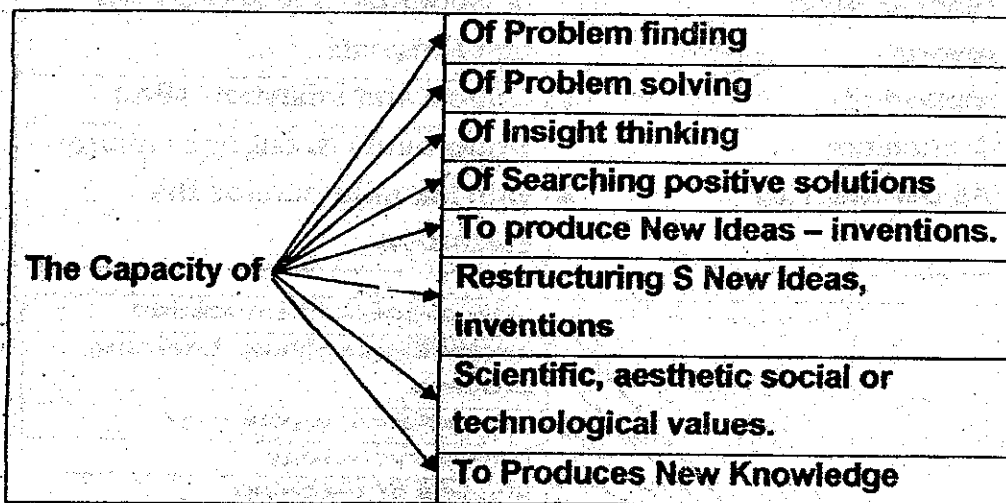 Of Problem finding
Of Problem solving
Of Insight thinking
Of Searching positive solutions
To produce New Ideas – inventions.
The Capacity of
Restructuring S New Ideas,
inventions
Scientific, aesthetic social or
technological values.
To Produces New Knowledge